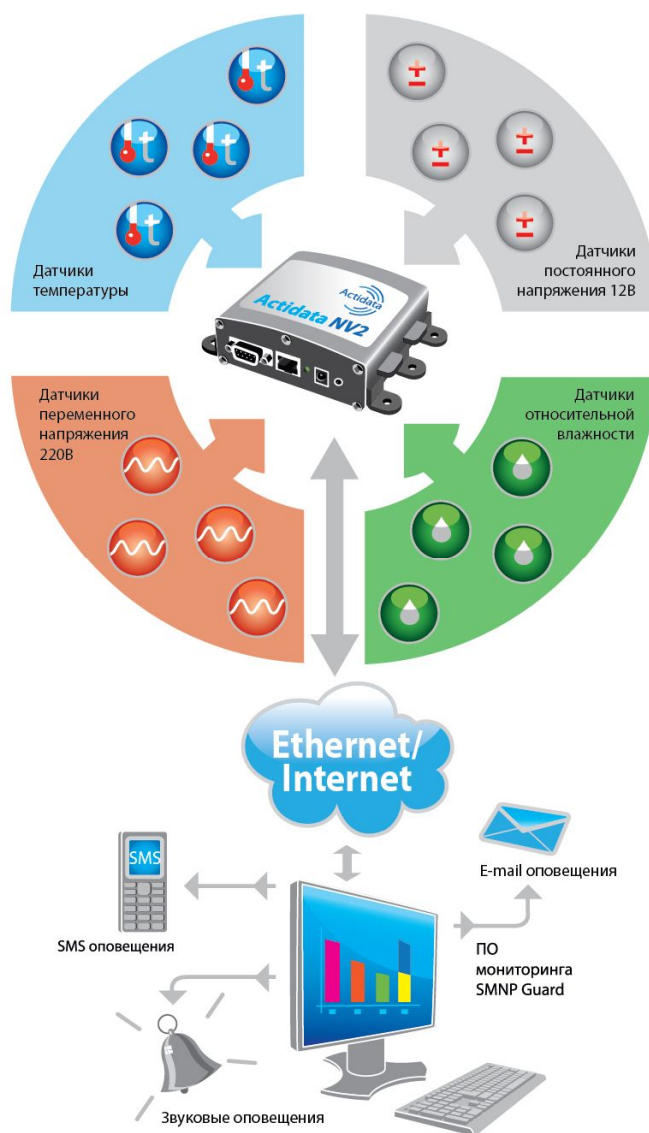 t
t
t
t
Датчики
температуры
Датчики
постоянного
напряжения 12В
Actidata
Actidata NV2
Датчики
переменного
напряжения
220В
Датчики
относительной
влажности
Ethernet/
Internet
SMS
SMS оповещения
E-mail оповещения
ПО
мониторинга
SMNP Guard
Звуковые оповещения